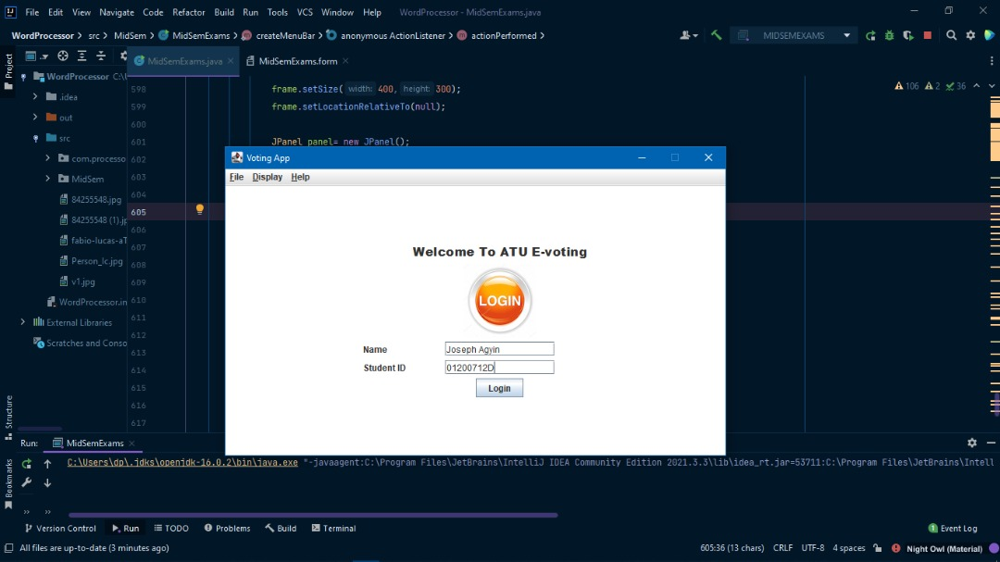 File Edit View Navigate Code Refactor Build Run Tools VCS Window Help WordProcessor - MidSemExams.java
WordProcessor src MidSem MidSemExams createMenuBar anonymous ActionListener actionPerformed MIDSEMEXAMS
Project
MidSemExams.java MidSemExams.form
WordProcessor C:\
.idea
out
src
com.processo
MidSem
84255548.jpg
84255548 (1).jp
fabio-lucas-aT
Person_Ic.jpg
v1.jpg
WordProcessor.im
External Libraries
Scratches and Conso
598 frame.setSize( width: 400, height: 300);
599 frame.setLocationRelativeTo(null);
600
601 JPanel panel= new JPanel();
602
603
604
605
606
607
608
609
610
611
612
613
614
615
616
617
106 2 36
Voting App
File Display Help
Welcome To ATU E-voting
LOGIN
Name Joseph Agyin
Student ID 01200712D
Login
Structure
Bookmarks
Run: MidSemExams
C:\Users\dp\.jdks\openjdk-16.0.2\bin\java.exe "-javaagent:C:\Program Files\JetBrains\IntelliJ IDEA Community Edition 2021.3.3\lib\idea_rt.jar=53711:C:\Program Files\JetBrains\Intell
Version Control Run TODO Problems Build Terminal 1 Event Log
All files are up-to-date (3 minutes ago) 605:36 (13 chars) CRLF UTF-8 4 spaces Night Owl (Material)